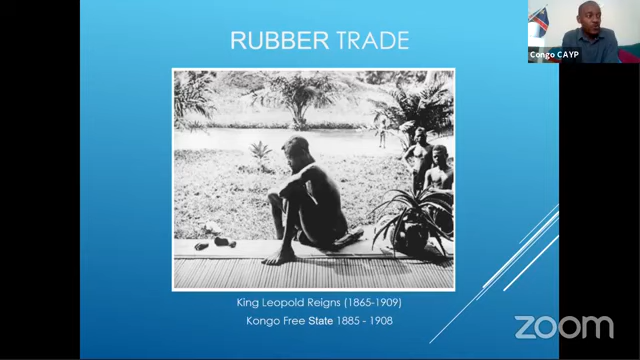 RUBBER TRADE
Congo CAYP
King Leopold Reigns (1865-1909)
Kongo Free State 1885 - 1908
zoom